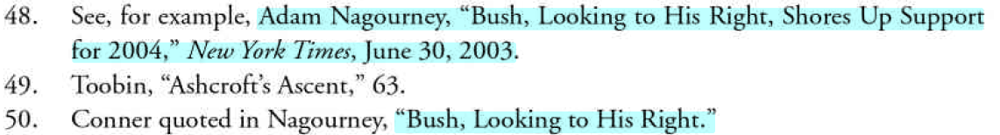 48. See, for example, Adam Nagourney, “Bush, Looking to His Right, Shores Up Support
for 2004,” New York Times, June 30, 2003.
49. Toobin, “Ashcroft’s Ascent,” 63.
50. Conner quoted in Nagourney, “Bush, Looking to His Right.”